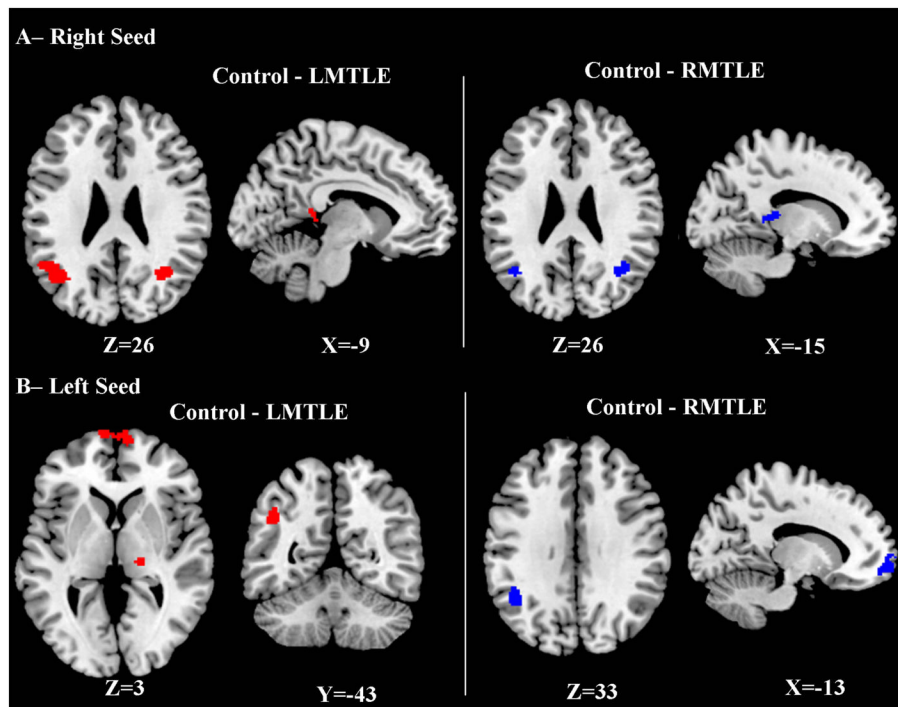 A– Right Seed
Control - LMTLE
Control - RMTLE
Z=26
X=-9
Z=26
X=-15
B– Left Seed
Control - LMTLE
Control - RMTLE
Z=3
Y=-43
Z=33
X=-13